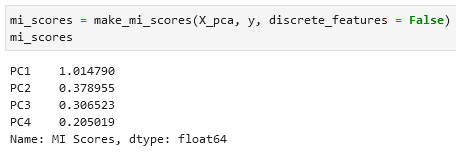 mi_scores = make_mi_scores(X_pca, y, discrete_features = False)
mi_scores
PC1    1.014790
PC2    0.378955
PC3    0.306523
PC4    0.205019
Name: MI Scores, dtype: float64